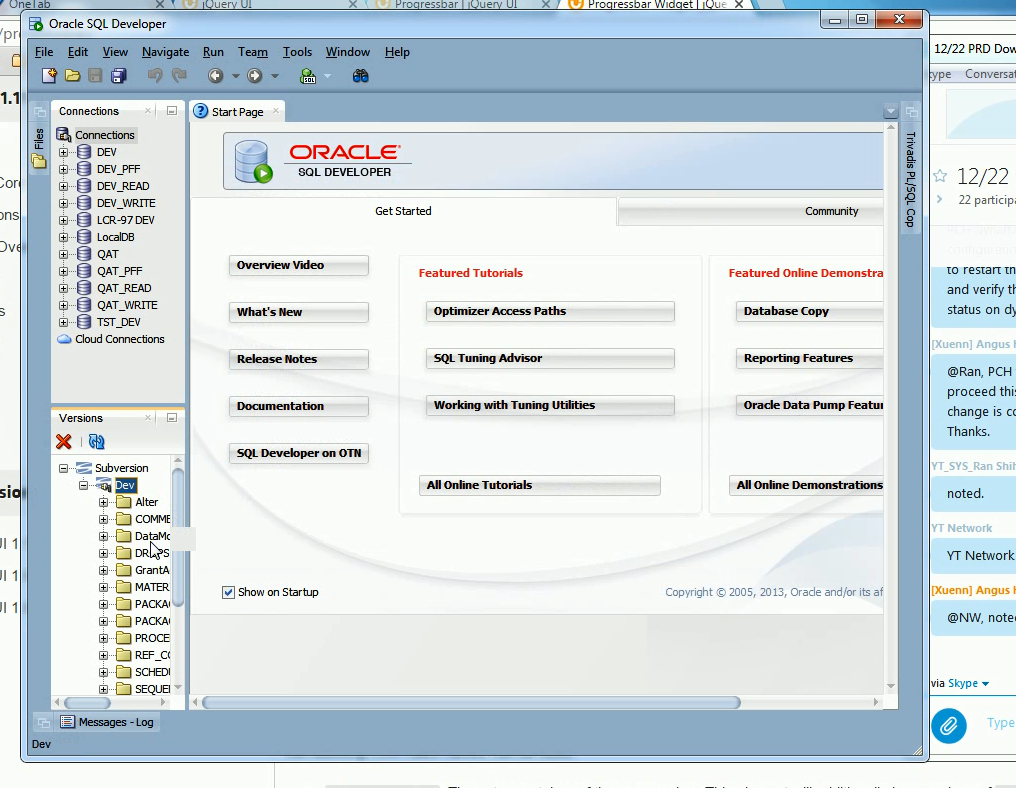 OneTab
jQuery UI
Progressbar | jQuery UI
Progressbar Widget | jQue
Oracle SQL Developer
File Edit View Navigate Run Team Tools Window Help
Connections
Files
Connections
DEV
DEV_PFF
DEV_READ
DEV_WRITE
LCR-97 DEV
LocalDB
QAT
QAT_PFF
QAT_READ
QAT_WRITE
TST_DEV
Cloud Connections
Versions
Subversion
Dev
Alter
COMME
DataMo
DROPS
GrantA
MATER
PACKA
PACKA
PROCE
REF_CO
SCHEDU
SEQUE
Start Page
ORACLE
SQL DEVELOPER
Get Started
Community
Overview Video
What's New
Release Notes
Documentation
SQL Developer on OTN
Featured Tutorials
Optimizer Access Paths
SQL Tuning Advisor
Working with Tuning Utilities
All Online Tutorials
Featured Online Demonstra
Database Copy
Reporting Features
Oracle Data Pump Featur
All Online Demonstrations
Show on Startup
Copyright © 2005, 2013, Oracle and/or its af
Trivadis PL/SQL Cop
Messages - Log
Dev
12/22 PRD Dow
Conversat
12/22
22 participa
to restart th
and verify th
status on dy
[Xuenn] Angus H
@Ran, PCH
proceed this
change is co
Thanks.
YT_SYS_Ran Shih
noted.
YT Network
YT Network
[Xuenn] Angus H
@NW, noted
via Skype
Type